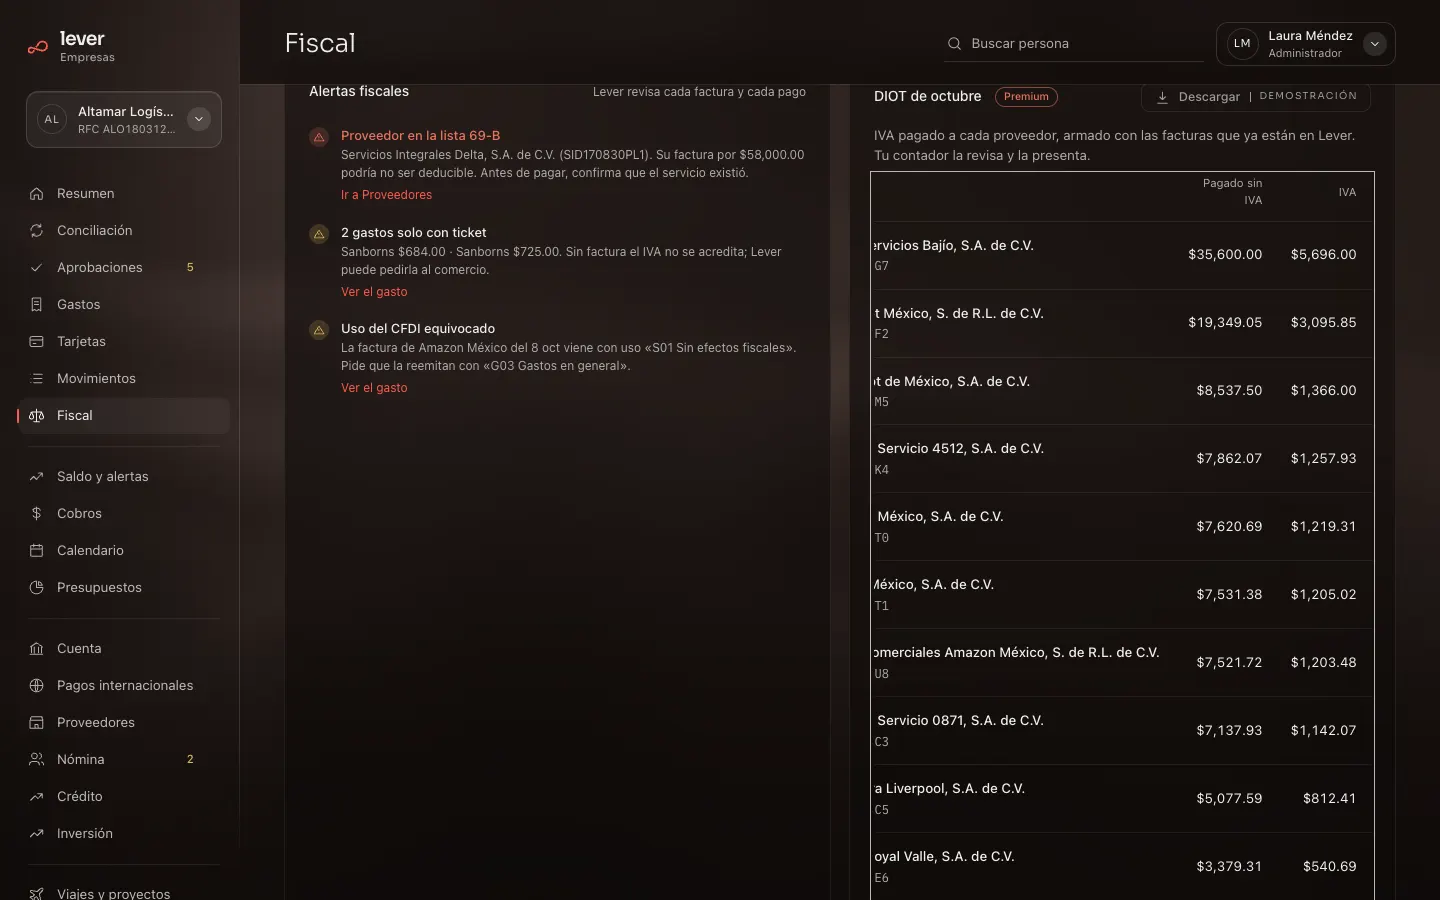 lever
Empresas
Fiscal
Buscar persona
LM
Laura Méndez
Administrador
AL
Altamar Logís...
RFC ALO180312...
Resumen
Conciliación
Aprobaciones 5
Gastos
Tarjetas
Movimientos
Fiscal
Saldo y alertas
Cobros
Calendario
Presupuestos
Cuenta
Pagos internacionales
Proveedores
Nómina 2
Crédito
Inversión
Viajes y proyectos
Alertas fiscales
Lever revisa cada factura y cada pago
Proveedor en la lista 69-B
Servicios Integrales Delta, S.A. de C.V. (SID170830PL1). Su factura por $58,000.00
podría no ser deducible. Antes de pagar, confirma que el servicio existió.
Ir a Proveedores
2 gastos solo con ticket
Sanborns $684.00 · Sanborns $725.00. Sin factura el IVA no se acredita; Lever
puede pedirla al comercio.
Ver el gasto
Uso del CFDI equivocado
La factura de Amazon México del 8 oct viene con uso «S01 Sin efectos fiscales».
Pide que la reemitan con «G03 Gastos en general».
Ver el gasto
DIOT de octubre
Premium
Descargar | DEMOSTRACIÓN
IVA pagado a cada proveedor, armado con las facturas que ya están en Lever.
Tu contador la revisa y la presenta.
Pagado sin
IVA
IVA
ervicios Bajío, S.A. de C.V.
G7
$35,600.00 $5,696.00
t México, S. de R.L. de C.V.
F2
$19,349.05 $3,095.85
ot de México, S.A. de C.V.
M5
$8,537.50 $1,366.00
Servicio 4512, S.A. de C.V.
K4
$7,862.07 $1,257.93
México, S.A. de C.V.
T0
$7,620.69 $1,219.31
México, S.A. de C.V.
T1
$7,531.38 $1,205.02
omerciales Amazon México, S. de R.L. de C.V.
U8
$7,521.72 $1,203.48
Servicio 0871, S.A. de C.V.
C3
$7,137.93 $1,142.07
a Liverpool, S.A. de C.V.
C5
$5,077.59 $812.41
oyal Valle, S.A. de C.V.
E6
$3,379.31 $540.69